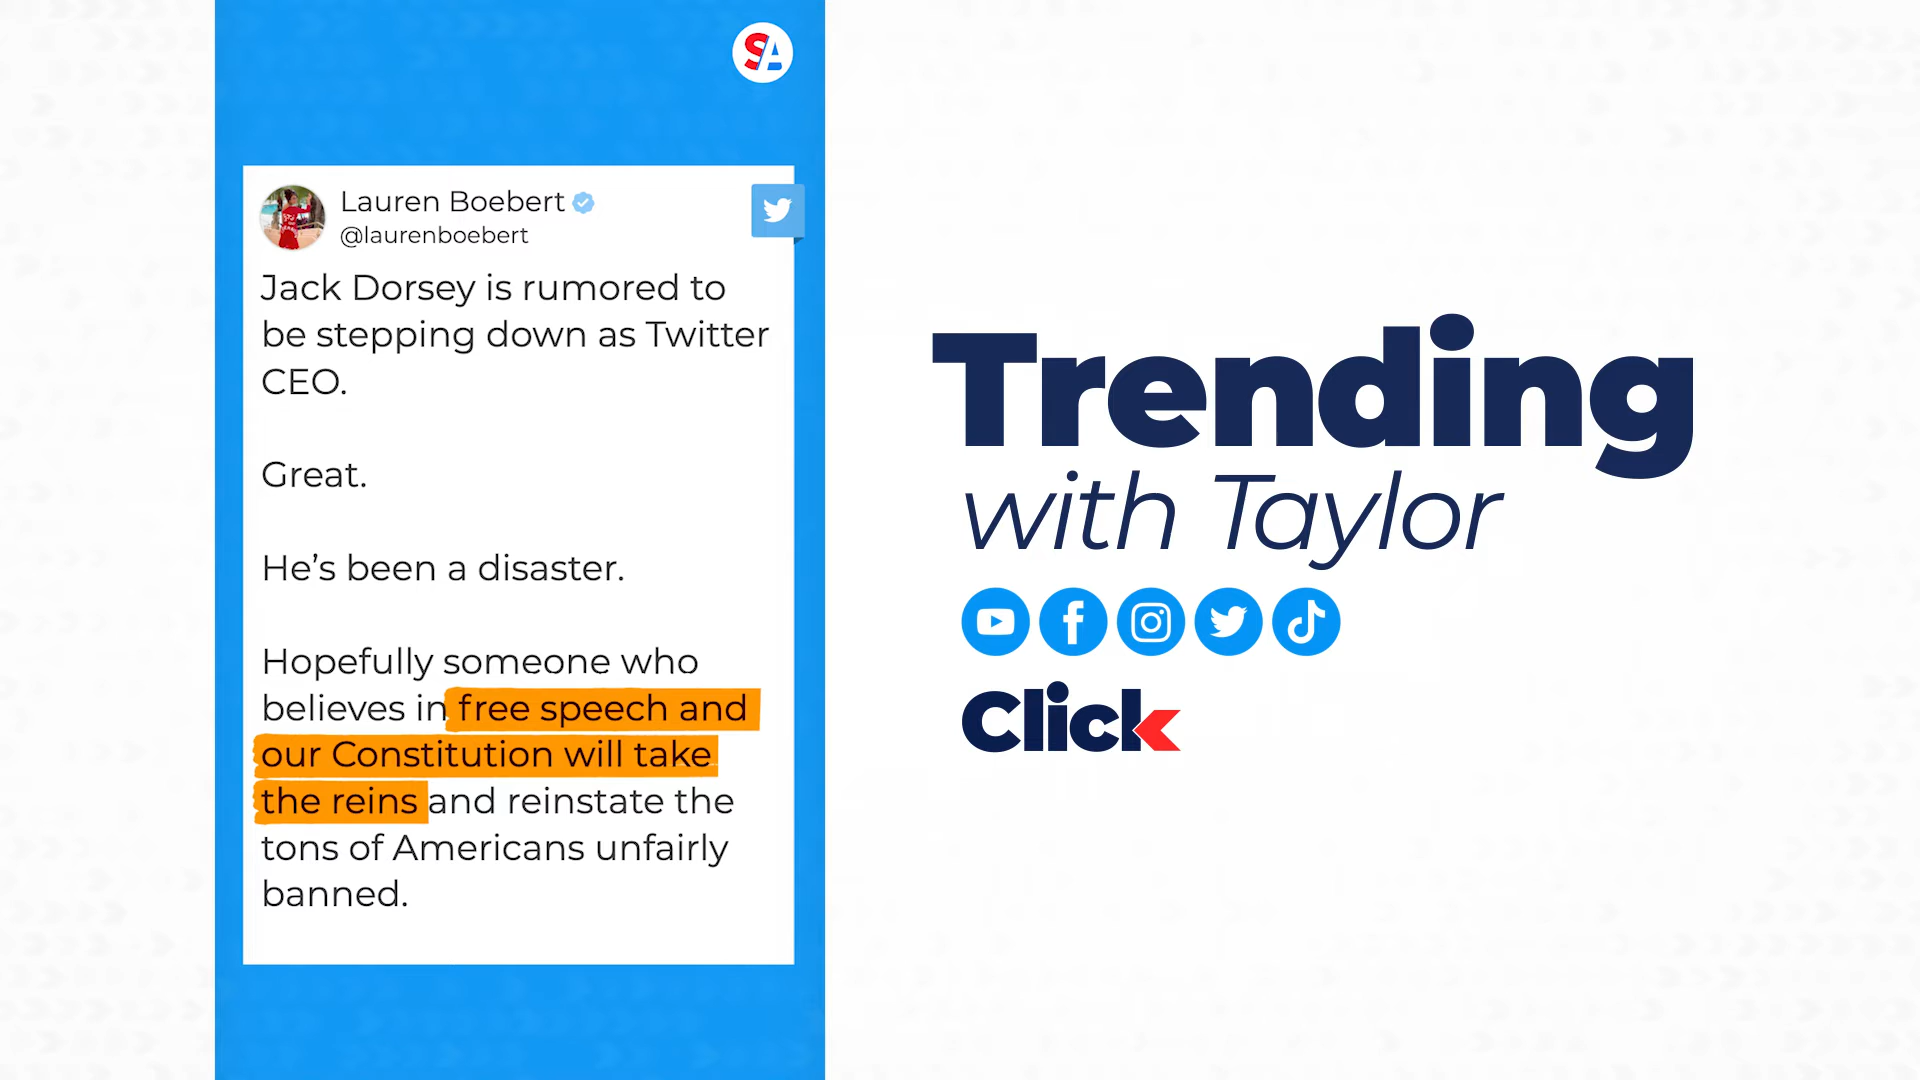 SA
Lauren Boebert
@laurenboebert
Jack Dorsey is rumored to
be stepping down as Twitter
CEO.
Great.
He’s been a disaster.
Hopefully someone who
believes in free speech and
our Constitution will take
the reins and reinstate the
tons of Americans unfairly
banned.
Trending
with Taylor
Click